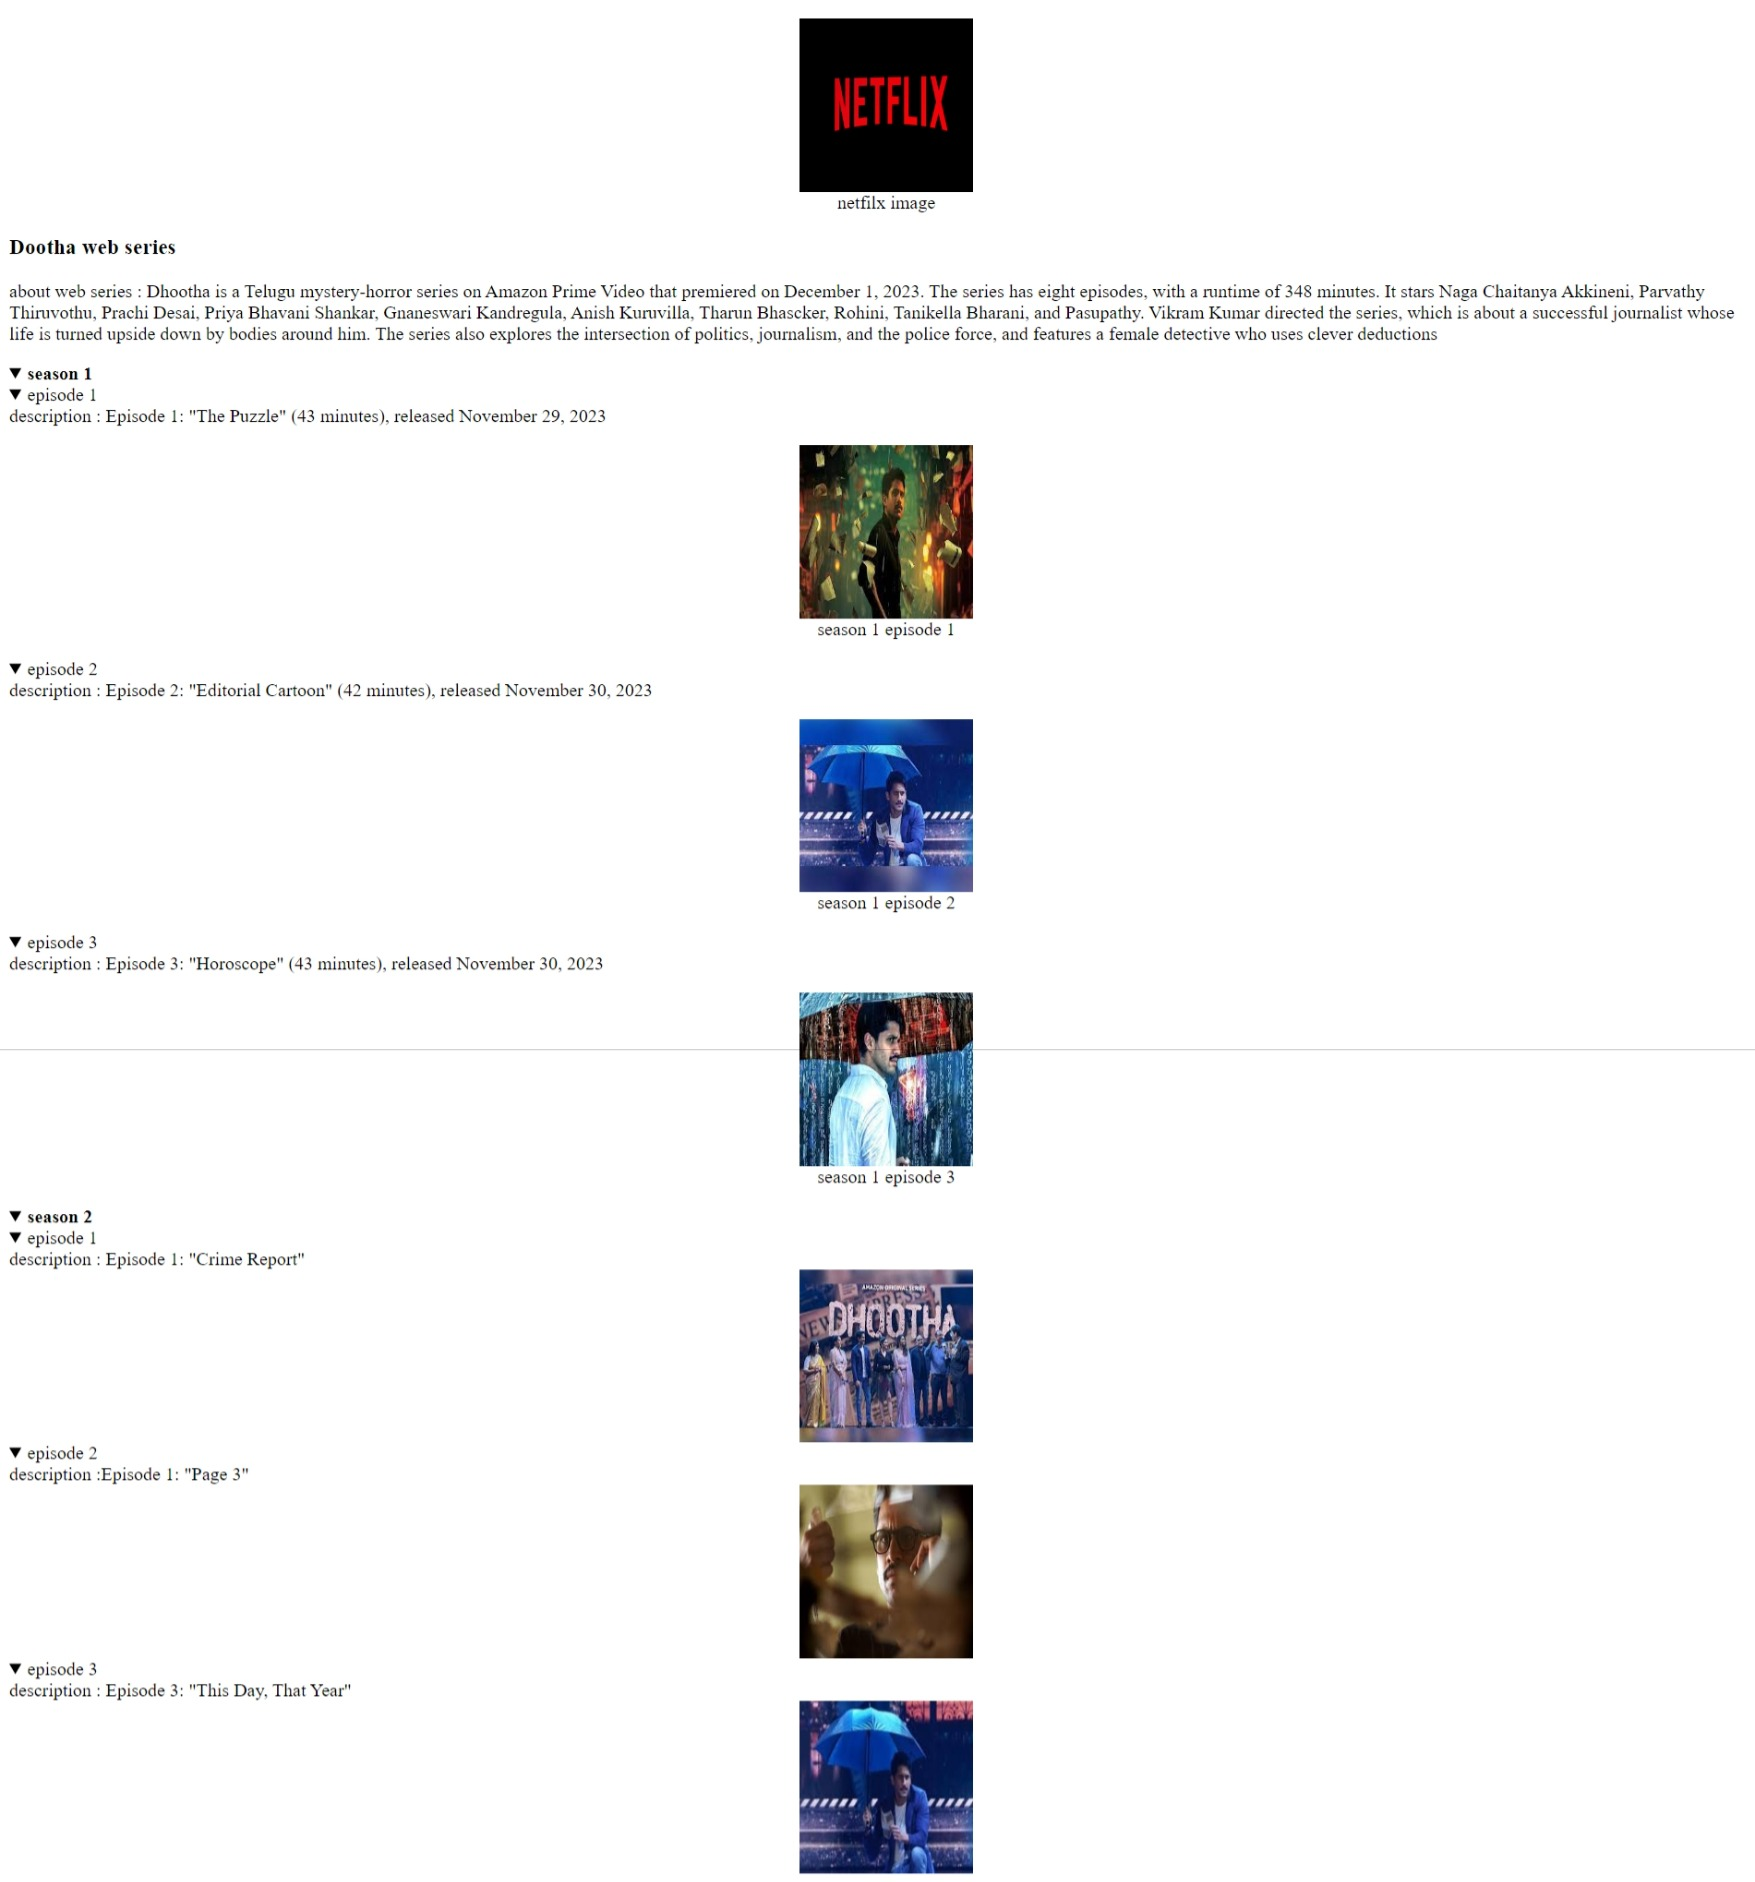 NETFLIX
netfilx image
Dootha web series
about web series : Dhootha is a Telugu mystery-horror series on Amazon Prime Video that premiered on December 1, 2023. The series has eight episodes, with a runtime of 348 minutes. It stars Naga Chaitanya Akkineni, Parvathy
Thiruvothu, Prachi Desai, Priya Bhavani Shankar, Gnaneswari Kandregula, Anish Kuruvilla, Tharun Bhascker, Rohini, Tanikella Bharani, and Pasupathy. Vikram Kumar directed the series, which is about a successful journalist whose
life is turned upside down by bodies around him. The series also explores the intersection of politics, journalism, and the police force, and features a female detective who uses clever deductions
▼ season 1
▼ episode 1
description : Episode 1: "The Puzzle" (43 minutes), released November 29, 2023
season 1 episode 1
▼ episode 2
description : Episode 2: "Editorial Cartoon" (42 minutes), released November 30, 2023
season 1 episode 2
▼ episode 3
description : Episode 3: "Horoscope" (43 minutes), released November 30, 2023
season 1 episode 3
▼ season 2
▼ episode 1
description : Episode 1: "Crime Report"
AMAZON ORIGINAL SERIES
PRESS
NEW
DHOOTHA
▼ episode 2
description :Episode 1: "Page 3"
▼ episode 3
description : Episode 3: "This Day, That Year"